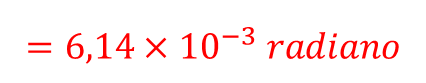 = 6,14 × 10⁻³ radiano